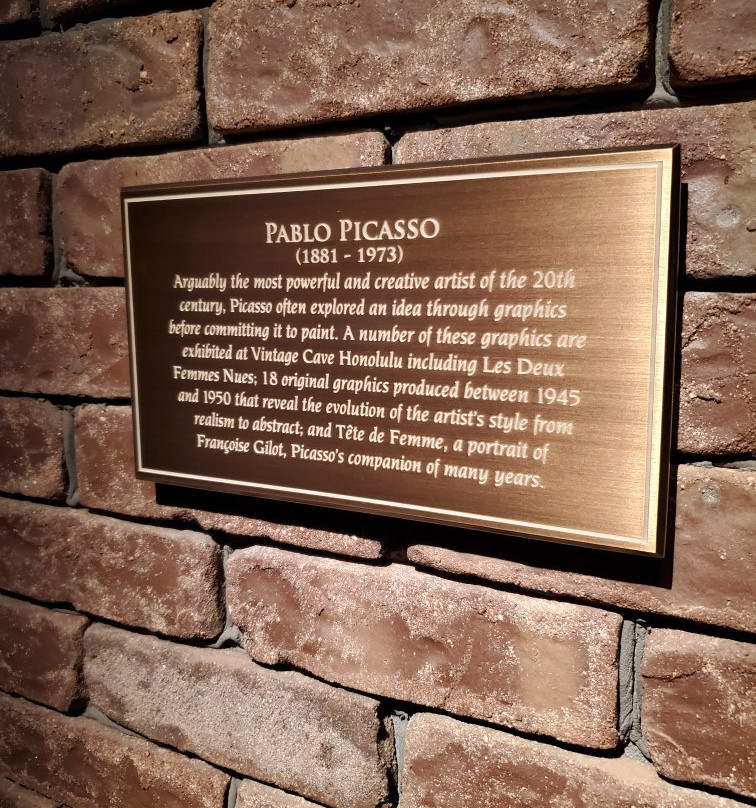 PABLO PICASSO
(1881 - 1973)
Arguably the most powerful and creative artist of the 20th
century, Picasso often explored an idea through graphics
before committing it to paint. A number of these graphics are
exhibited at Vintage Cave Honolulu including Les Deux
Femmes Nues; 18 original graphics produced between 1945
and 1950 that reveal the evolution of the artist's style from
realism to abstract; and Tête de Femme, a portrait of
Françoise Gilot, Picasso's companion of many years.